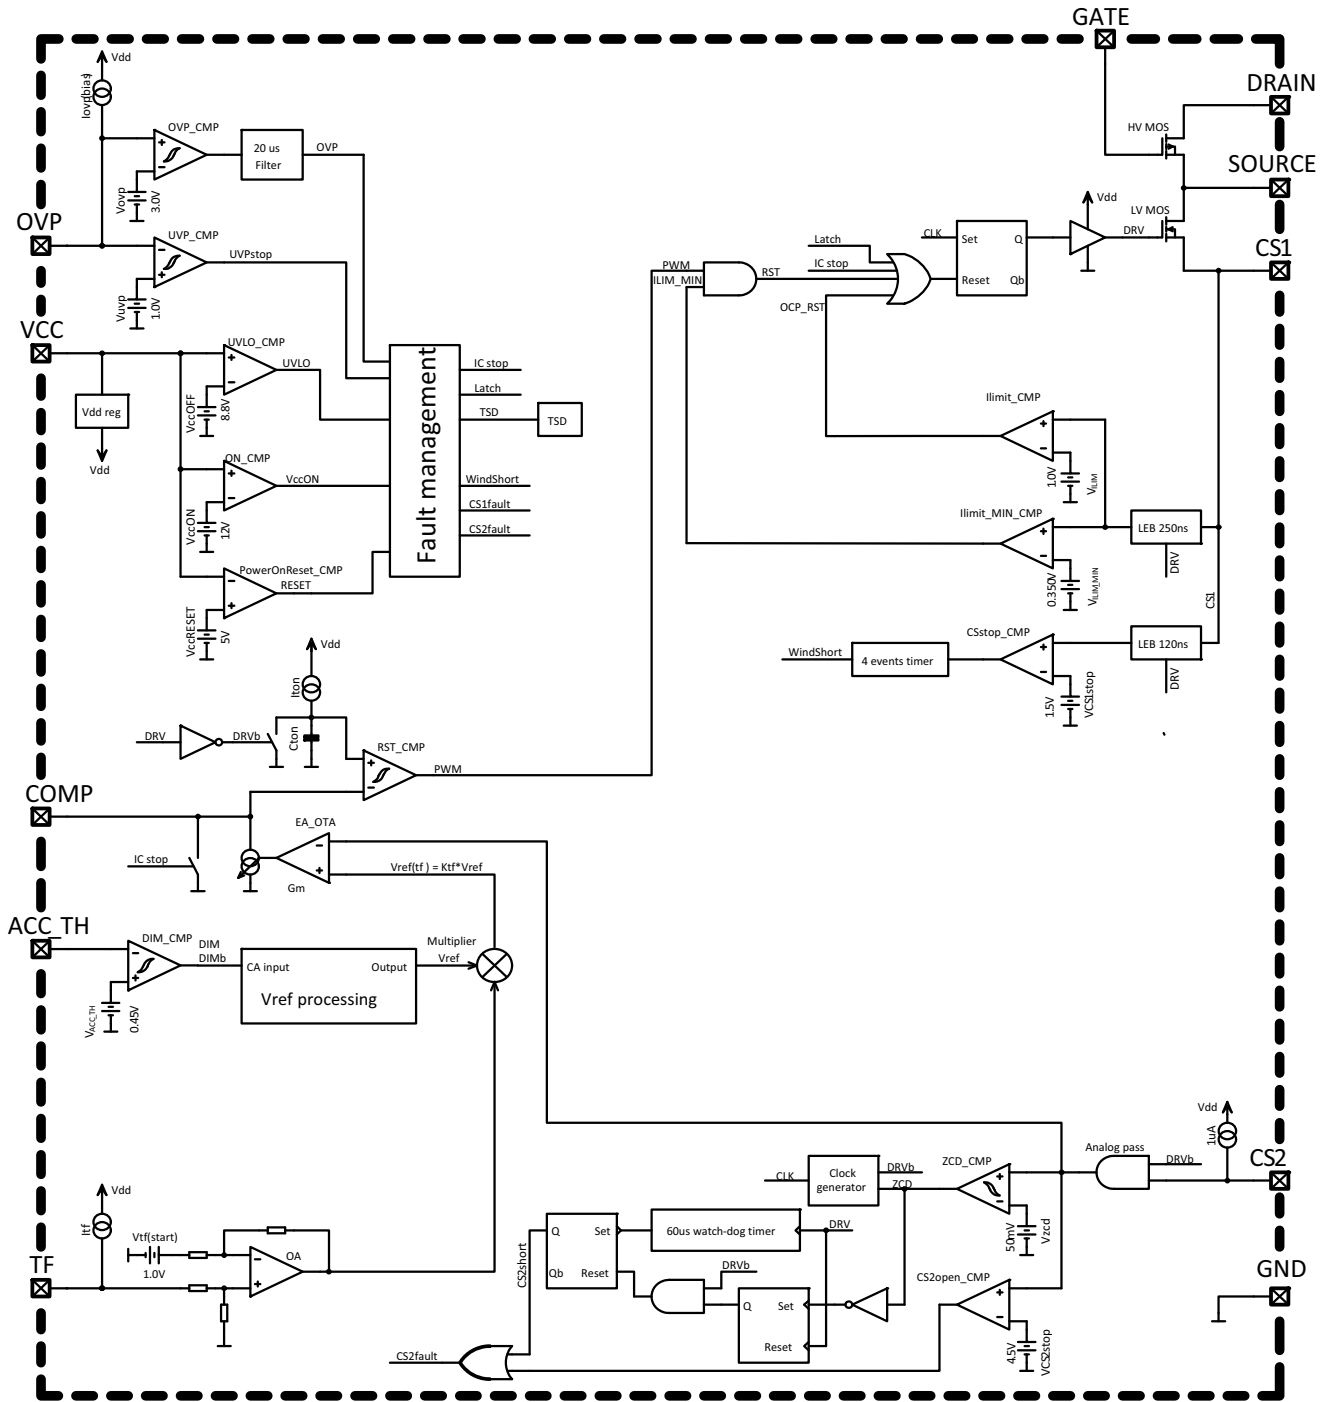 GATE
Vdd
Iovp(bias)
DRAIN
OVP_CMP
HV MOS
20 us
Filter
OVP
SOURCE
Vovp
3.0V
Vdd
LV MOS
OVP
UVP_CMP
UVPstop
CLK
Set
Q
DRV
Latch
CS1
PWM
IC stop
RST
ILIM_MIN
Reset
Qb
Vuvp
1.0V
OCP_RST
VCC
UVLO_CMP
UVLO
IC stop
Latch
Vdd reg
VccOFF
8.8V
TSD
TSD
Ilimit_CMP
Fault management
Vdd
ON_CMP
VccON
WindShort
1.0V
VILIM
VccON
12V
CS1fault
Ilimit_MIN_CMP
LEB 250ns
CS2fault
DRV
PowerOnReset_CMP
RESET
0.350V
VILIM,MIN
CS1
VccRESET
5V
CSstop_CMP
LEB 120ns
Vdd
WindShort
4 events timer
DRV
Iton
1.5V
VCS1stop
DRV
DRVb
Cton
RST_CMP
PWM
COMP
EA_OTA
IC stop
Vref(tf ) = Ktf*Vref
Gm
ACC_TH
DIM_CMP
DIM
DIMb
Multiplier
CA input
Output
Vref
Vref processing
VACC_TH
0.45V
Vdd
1uA
Analog pass
CS2
DRVb
ZCD_CMP
Clock
generator
DRVb
CLK
ZCD
Vdd
Itf
Vtf(start)
1.0V
OA
TF
Q
Set
60us watch-dog timer
DRV
50mV
Vzcd
CS2short
Qb
Reset
DRVb
CS2open_CMP
GND
Q
Set
Reset
CS2fault
4.5V
VCS2stop